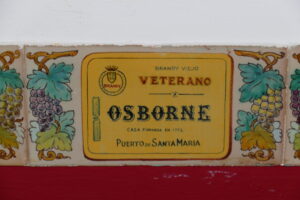 BRANDY VIEJO
VETERANO
OSBORNE
CASA FUNDADA EN 1772
PUERTO DE SANTA MARIA